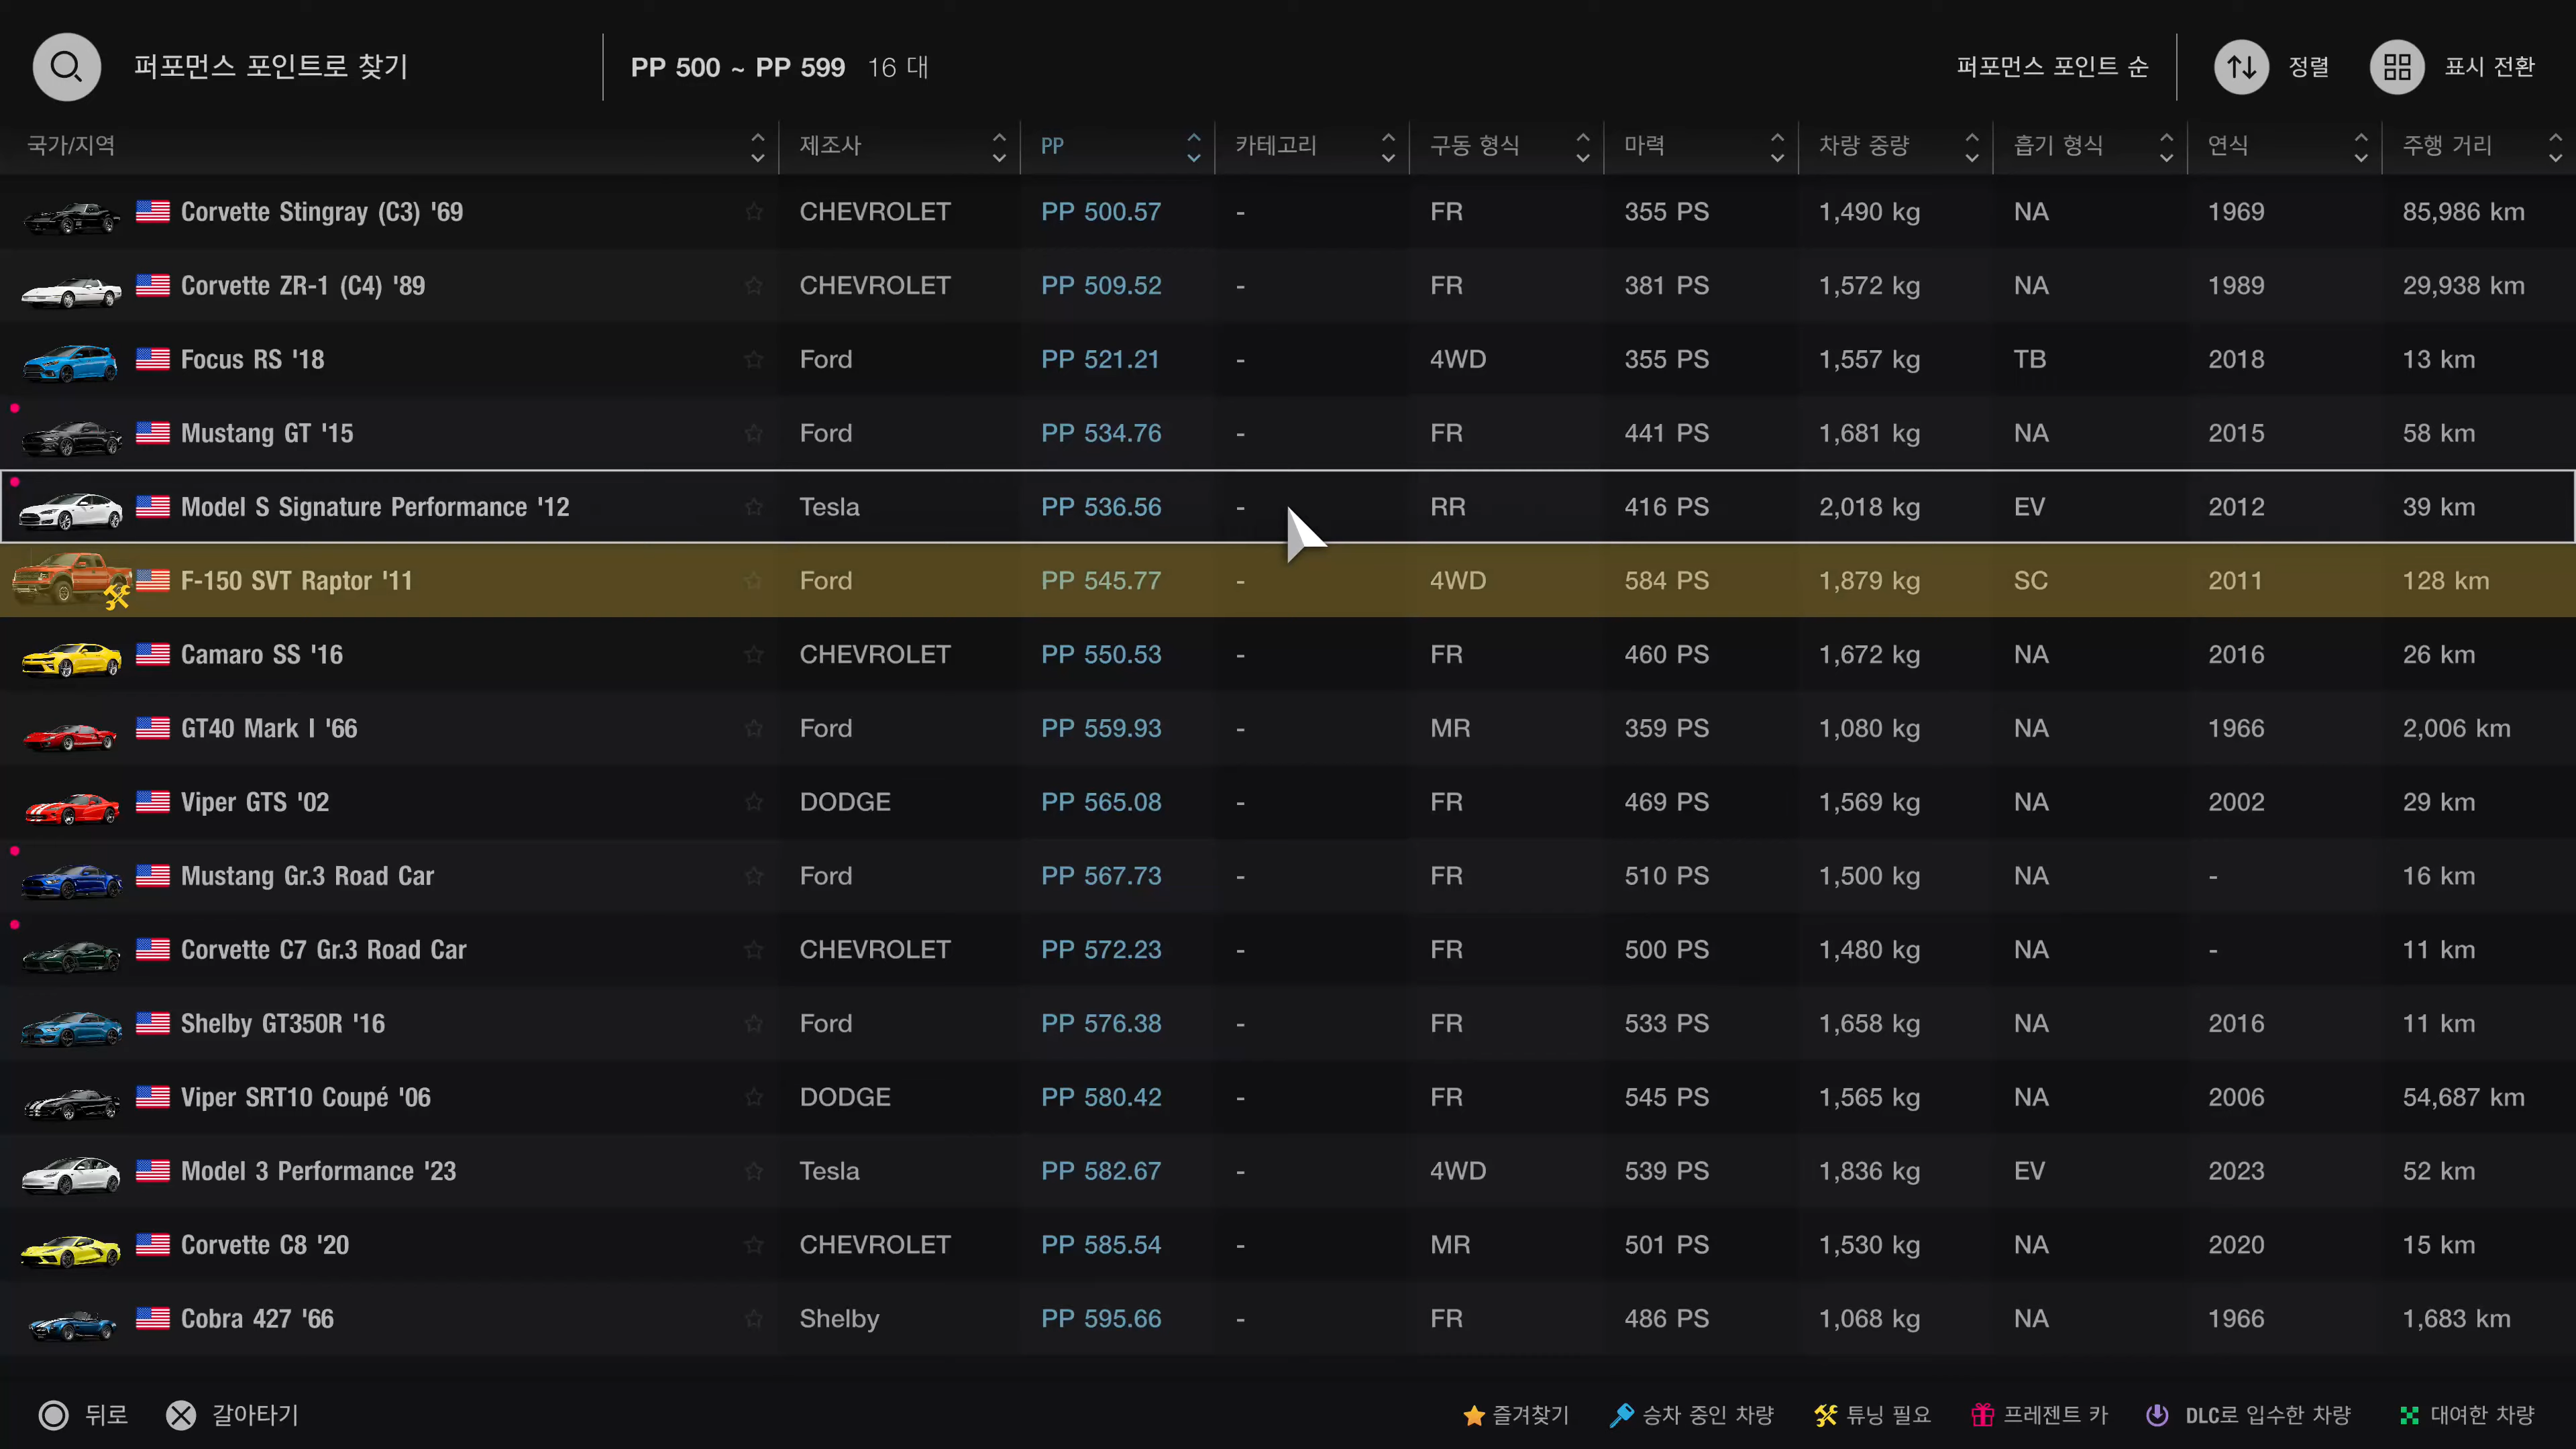 퍼포먼스 포인트로 찾기 PP 500 ~ PP 599 16 대 퍼포먼스 포인트 순 정렬 표시 전환
국가/지역 제조사 PP 카테고리 구동 형식 마력 차량 중량 흡기 형식 연식 주행 거리
Corvette Stingray (C3) '69 CHEVROLET PP 500.57 - FR 355 PS 1,490 kg NA 1969 85,986 km
Corvette ZR-1 (C4) '89 CHEVROLET PP 509.52 - FR 381 PS 1,572 kg NA 1989 29,938 km
Focus RS '18 Ford PP 521.21 - 4WD 355 PS 1,557 kg TB 2018 13 km
Mustang GT '15 Ford PP 534.76 - FR 441 PS 1,681 kg NA 2015 58 km
Model S Signature Performance '12 Tesla PP 536.56 - RR 416 PS 2,018 kg EV 2012 39 km
F-150 SVT Raptor '11 Ford PP 545.77 - 4WD 584 PS 1,879 kg SC 2011 128 km
Camaro SS '16 CHEVROLET PP 550.53 - FR 460 PS 1,672 kg NA 2016 26 km
GT40 Mark I '66 Ford PP 559.93 - MR 359 PS 1,080 kg NA 1966 2,006 km
Viper GTS '02 DODGE PP 565.08 - FR 469 PS 1,569 kg NA 2002 29 km
Mustang Gr.3 Road Car Ford PP 567.73 - FR 510 PS 1,500 kg NA - 16 km
Corvette C7 Gr.3 Road Car CHEVROLET PP 572.23 - FR 500 PS 1,480 kg NA - 11 km
Shelby GT350R '16 Ford PP 576.38 - FR 533 PS 1,658 kg NA 2016 11 km
Viper SRT10 Coupé '06 DODGE PP 580.42 - FR 545 PS 1,565 kg NA 2006 54,687 km
Model 3 Performance '23 Tesla PP 582.67 - 4WD 539 PS 1,836 kg EV 2023 52 km
Corvette C8 '20 CHEVROLET PP 585.54 - MR 501 PS 1,530 kg NA 2020 15 km
Cobra 427 '66 Shelby PP 595.66 - FR 486 PS 1,068 kg NA 1966 1,683 km
뒤로 갈아타기 즐겨찾기 승차 중인 차량 튜닝 필요 프레젠트 카 DLC로 입수한 차량 대여한 차량